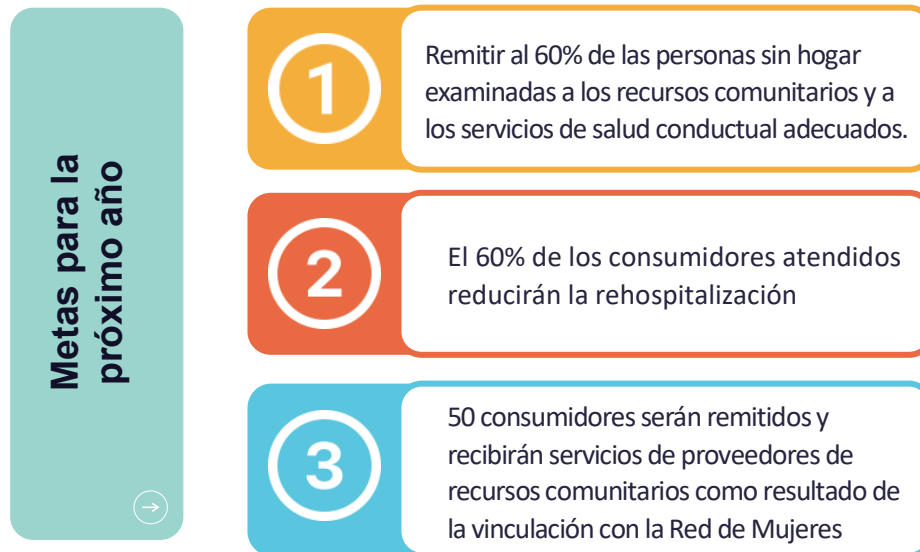 Metas para la
próximo año
1
Remitir al 60% de las personas sin hogar
examinadas a los recursos comunitarios y a
los servicios de salud conductual adecuados.
2
El 60% de los consumidores atendidos
reducirán la rehospitalización
3
50 consumidores serán remitidos y
recibirán servicios de proveedores de
recursos comunitarios como resultado de
la vinculación con la Red de Mujeres